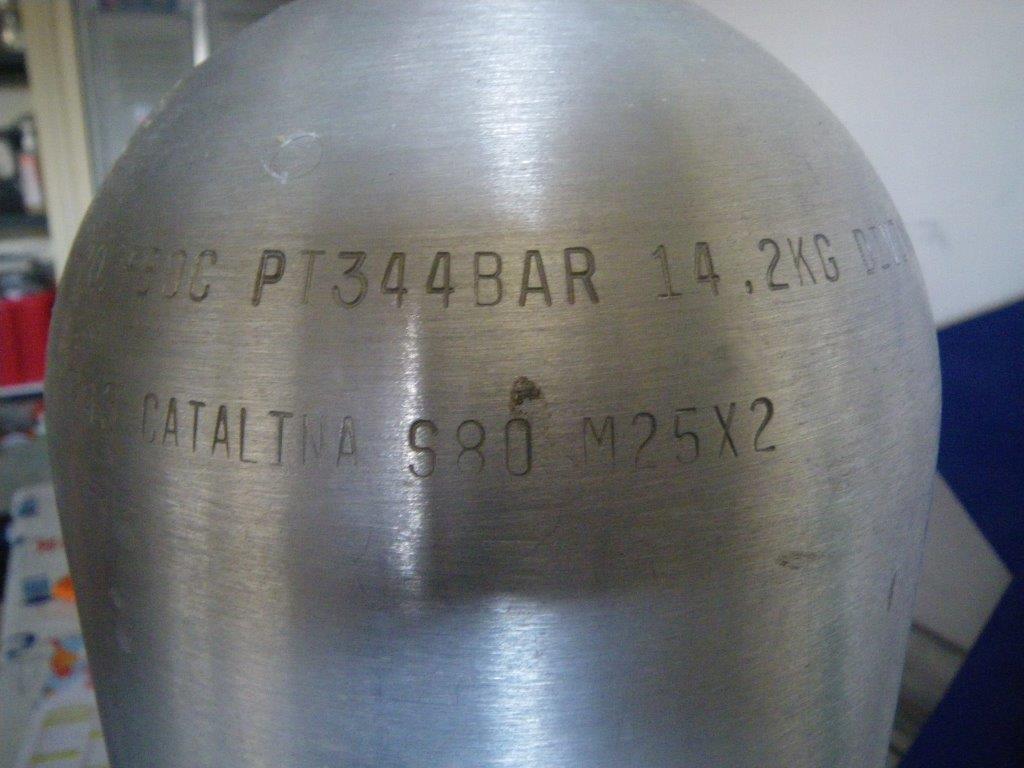 PT344BAR 14.2KG
CATALINA S80 M25X2